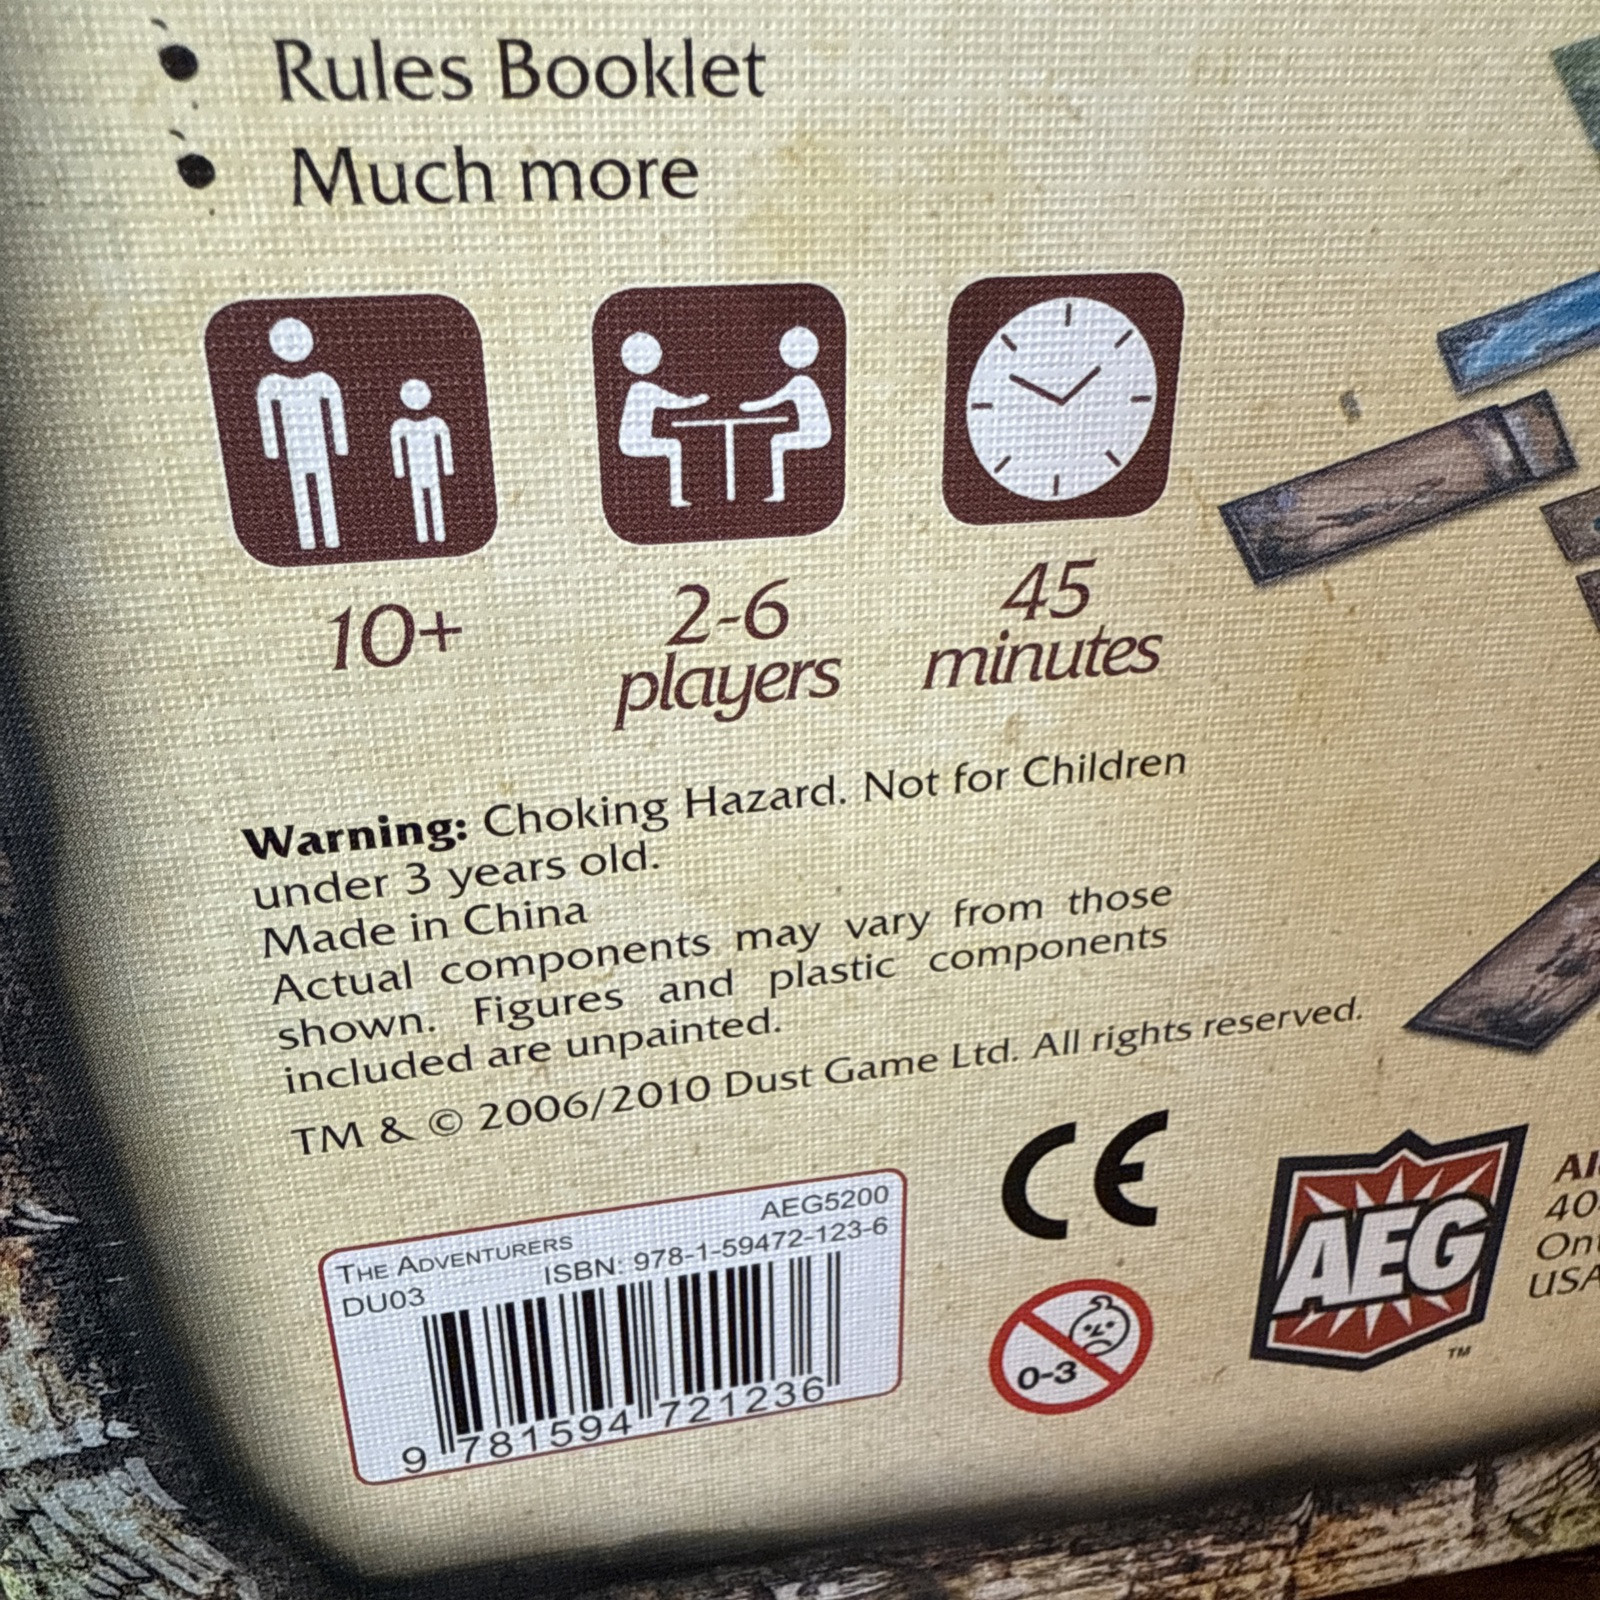 Rules Booklet
Much more
10+
2-6
players
45
minutes
Warning: Choking Hazard. Not for Children
under 3 years old.
Made in China
Actual components may vary from those
shown. Figures and plastic components
included are unpainted.
TM & © 2006/2010 Dust Game Ltd. All rights reserved.
AEG5200
THE ADVENTURERS
ISBN: 978-1-59472-123-6
DU03
9 781594 721236
CE
0-3
AEG
TM
USA